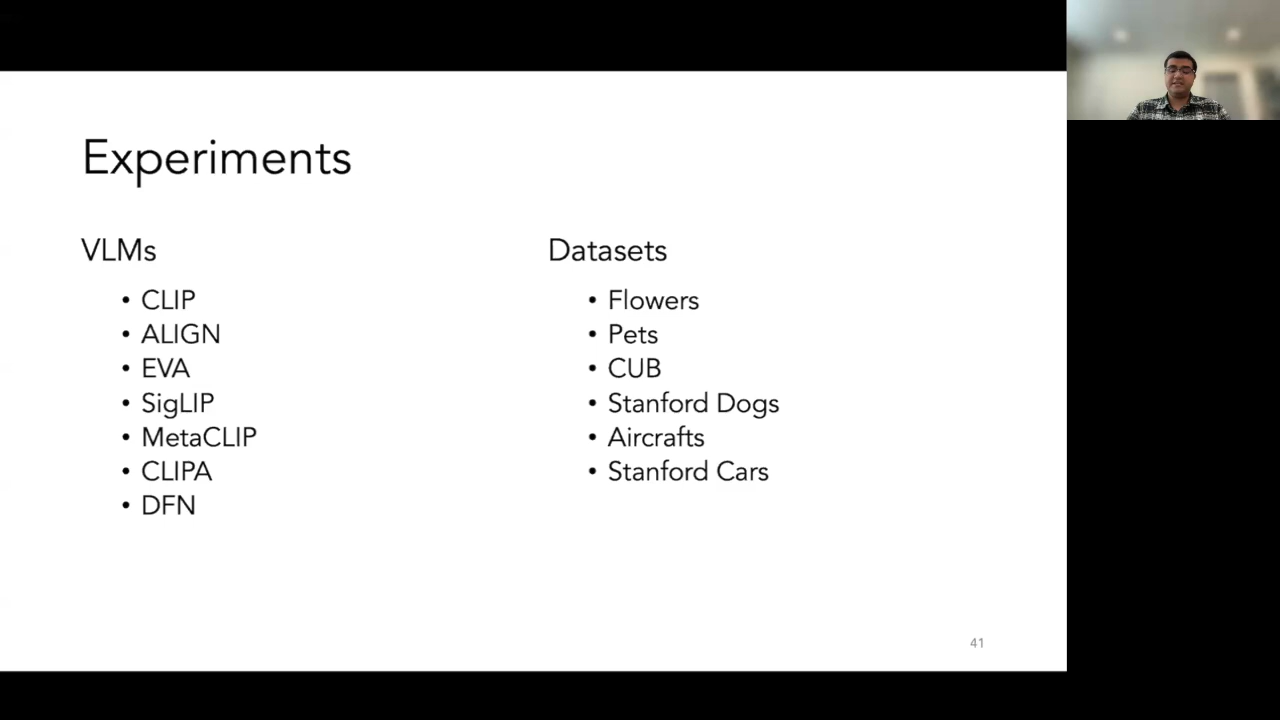 Experiments
VLMs
• CLIP
• ALIGN
• EVA
• SigLIP
• MetaCLIP
• CLIPA
• DFN
Datasets
• Flowers
• Pets
• CUB
• Stanford Dogs
• Aircrafts
• Stanford Cars
41